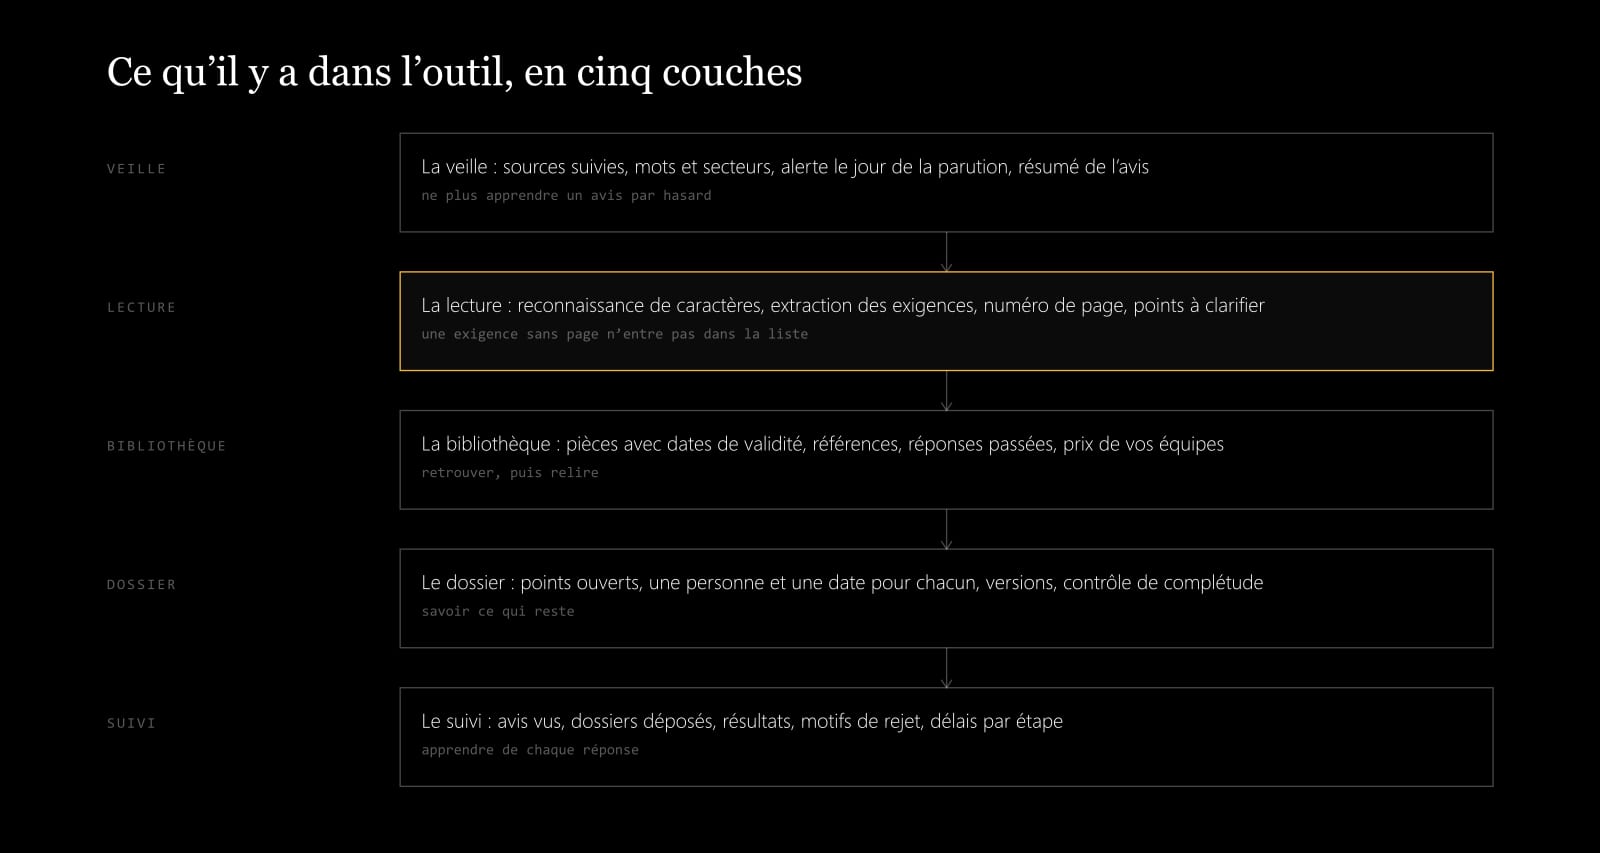 Ce qu’il y a dans l’outil, en cinq couches
VEILLE
La veille : sources suivies, mots et secteurs, alerte le jour de la parution, résumé de l’avis
ne plus apprendre un avis par hasard
LECTURE
La lecture : reconnaissance de caractères, extraction des exigences, numéro de page, points à clarifier
une exigence sans page n’entre pas dans la liste
BIBLIOTHÈQUE
La bibliothèque : pièces avec dates de validité, références, réponses passées, prix de vos équipes
retrouver, puis relire
DOSSIER
Le dossier : points ouverts, une personne et une date pour chacun, versions, contrôle de complétude
savoir ce qui reste
SUIVI
Le suivi : avis vus, dossiers déposés, résultats, motifs de rejet, délais par étape
apprendre de chaque réponse